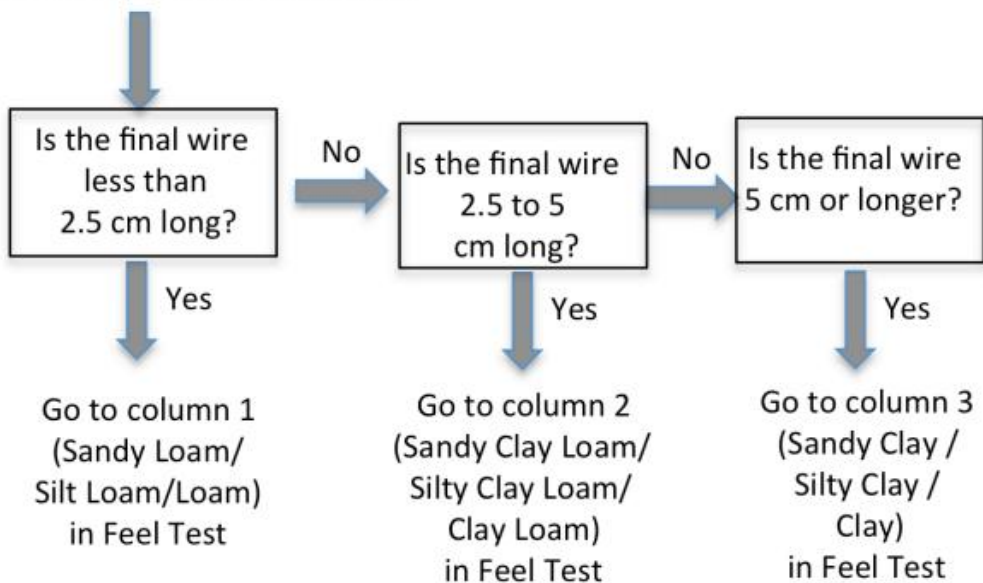 Is the final wire
less than
2.5 cm long?
No
Is the final wire
2.5 to 5
cm long?
No
Is the final wire
5 cm or longer?
Yes
Yes
Yes
Go to column 1
(Sandy Loam/
Silt Loam/Loam)
in Feel Test
Go to column 2
(Sandy Clay Loam/
Silty Clay Loam/
Clay Loam)
in Feel Test
Go to column 3
(Sandy Clay /
Silty Clay /
Clay)
in Feel Test